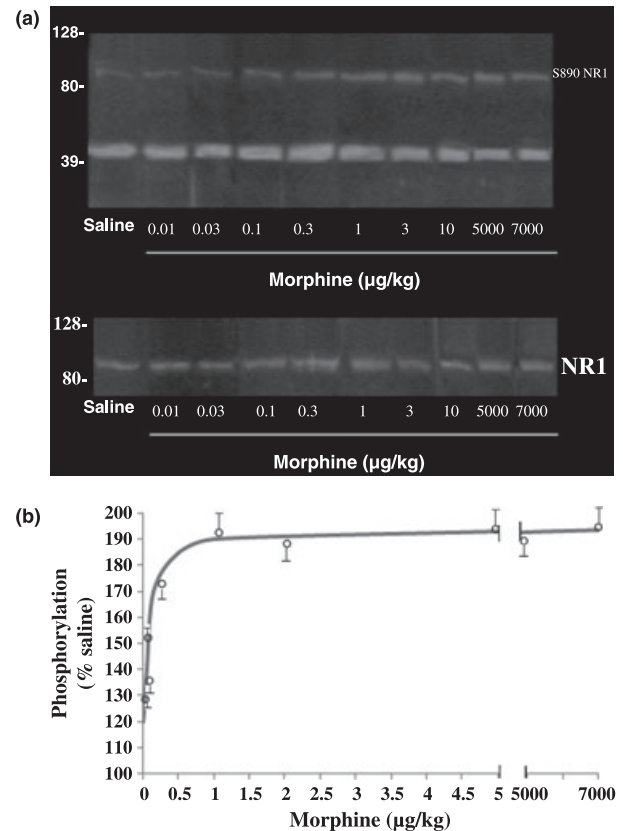 (a)
128-
80-
S890 NR1
39-
Saline 0.01 0.03 0.1 0.3 1 3 10 5000 7000
Morphine (µg/kg)
128-
80-
NR1
Saline 0.01 0.03 0.1 0.3 1 3 10 5000 7000
Morphine (µg/kg)
(b)
Phosphorylation
(% saline)
200
190
180
170
160
150
140
130
120
110
100
0 0.5 1 1.5 2 2.5 3 3.5 4 4.5 5 5000 7000
Morphine (µg/kg)